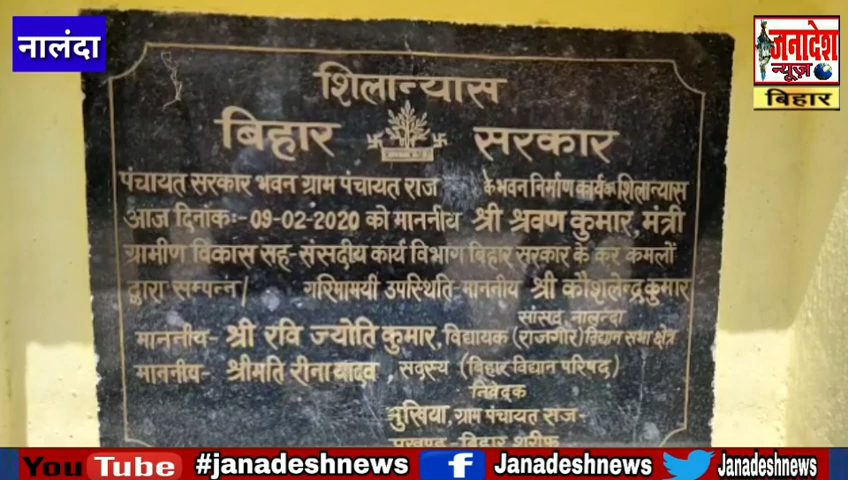 नालंदा
जनादेश
न्यूज़
बिहार
शिलान्यास
बिहार सरकार
पंचायत सरकार भवन ग्राम पंचायत राज के भवन निर्माण कार्य का शिलान्यास
आज दिनांक:-09-02-2020 को माननीय श्री श्रवण कुमार, मंत्री
ग्रामीण विकास सह-संसदीय कार्य विभाग बिहार सरकार के कर कमलों
द्वारा सम्पन्न/ गरिमामयी उपस्थिति-माननीय श्री कौशलेन्द्र कुमार
सांसद, नालन्दा
माननीय- श्री रवि ज्योति कुमार, विद्यायक (राजगीर) विधान सभा क्षेत्र
माननीय- श्रीमति रीना यादव, सदस्य (बिहार विधान परिषद)
निवेदक
मुखिया, ग्राम पंचायत राज-
प्रखण्ड-बिहार शरीफ
You Tube #janadeshnews f Janadeshnews Janadeshnews